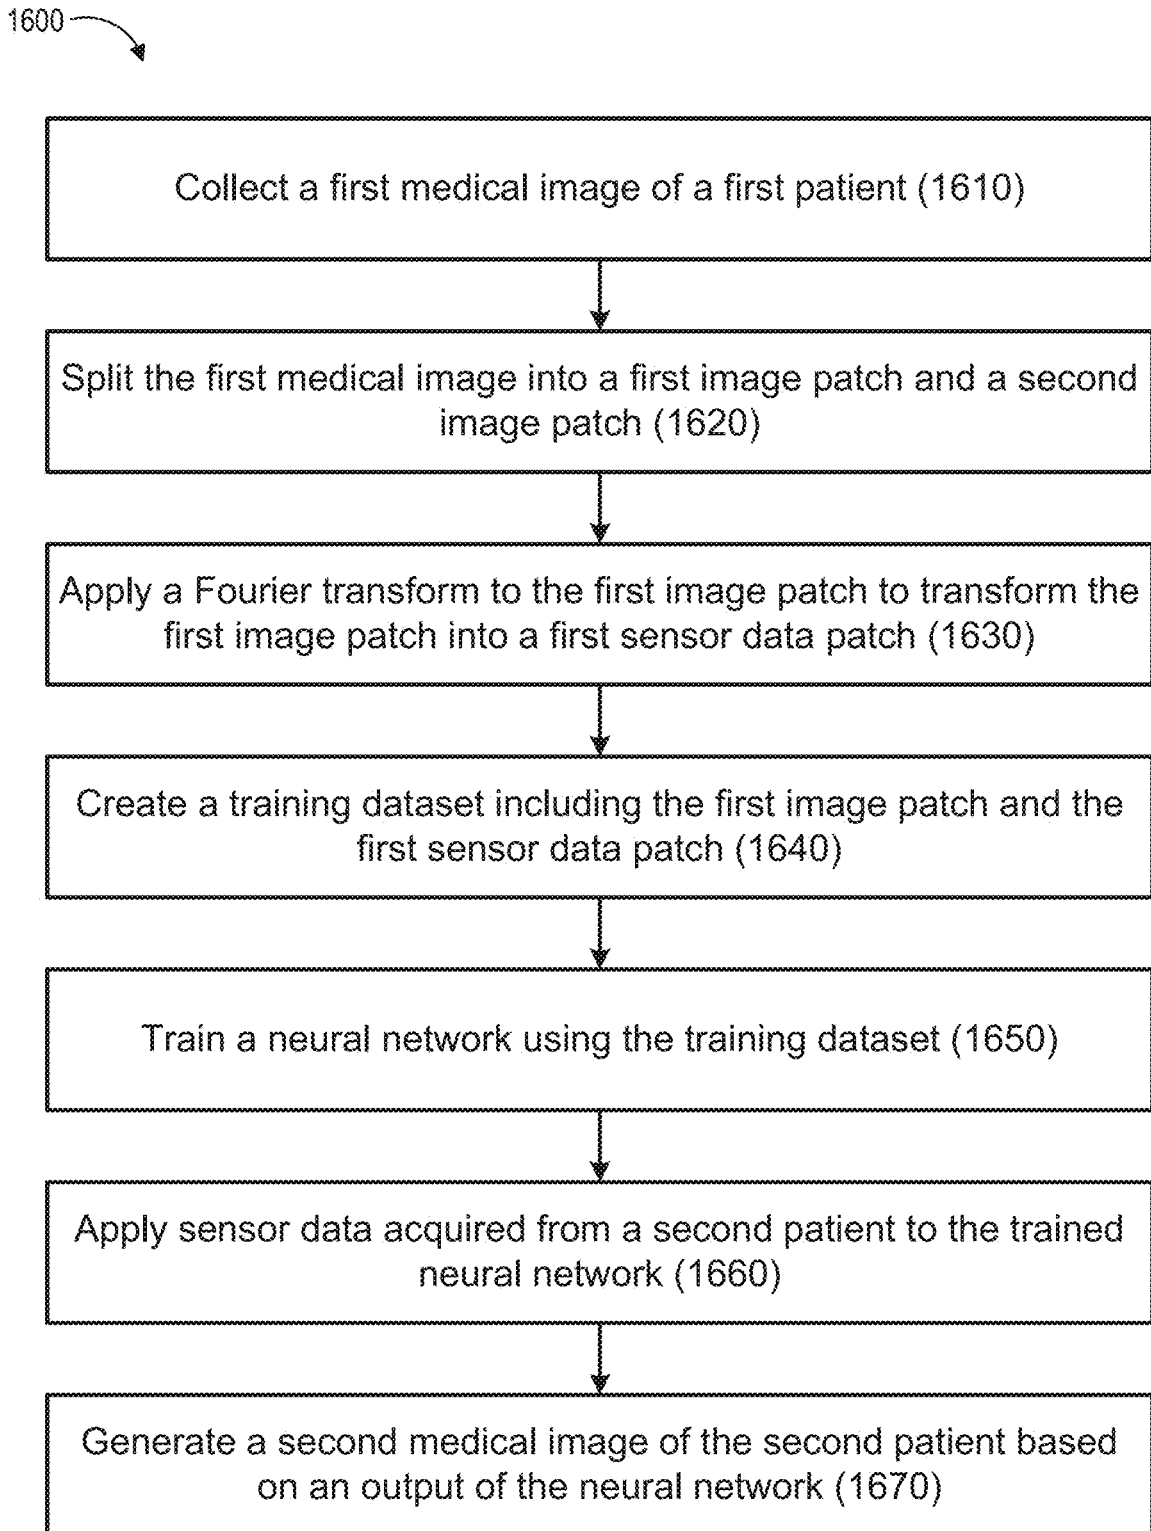 1600
Collect a first medical image of a first patient (1610)
Split the first medical image into a first image patch and a second
image patch (1620)
Apply a Fourier transform to the first image patch to transform the
first image patch into a first sensor data patch (1630)
Create a training dataset including the first image patch and the
first sensor data patch (1640)
Train a neural network using the training dataset (1650)
Apply sensor data acquired from a second patient to the trained
neural network (1660)
Generate a second medical image of the second patient based
on an output of the neural network (1670)